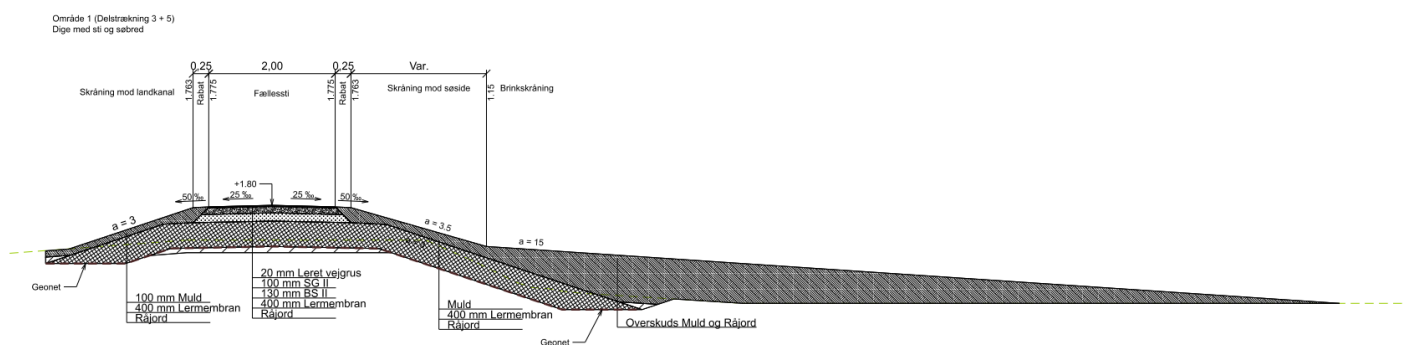 Område 1 (Delstrækning 3 + 5)
Dige med sti og søbred
0,25
2,00
0,25
Var.
Skråning mod landkanal
1.763
Rabat
1.775
Fællessti
1.775
Rabat
1.763
Skråning mod søside
1.15
Brinkskråning
+1.80
50 ‰
25 ‰
25 ‰
50 ‰
a = 3
a = 3.5
a = 15
Geonet
100 mm Muld
400 mm Lermembran
Råjord
20 mm Leret vejgrus
100 mm SG II
130 mm BS II
400 mm Lermembran
Råjord
Muld
400 mm Lermembran
Råjord
Overskuds Muld og Råjord
Geonet